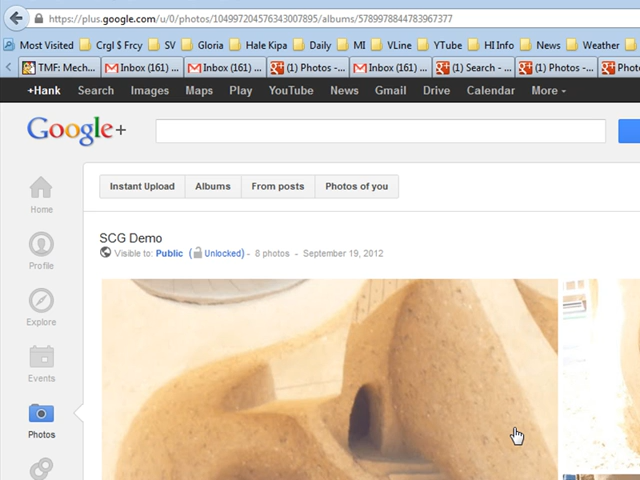 https://plus.google.com/u/0/photos/104997204576343007895/albums/5789978844783967377
Most Visited Crgl $ Frcy SV Gloria Hale Kipa Daily MI VLine YTube HI Info News Weather
TMF: Mech... Inbox (161) ... Inbox (161) ... (1) Photos -... Inbox (161) ... (1) Search - ... (1) Photos -... Phot
+Hank Search Images Maps Play YouTube News Gmail Drive Calendar More
Google+
Instant Upload Albums From posts Photos of you
Home
SCG Demo
Visible to: Public (Unlocked) - 8 photos - September 19, 2012
Profile
Explore
Events
Photos